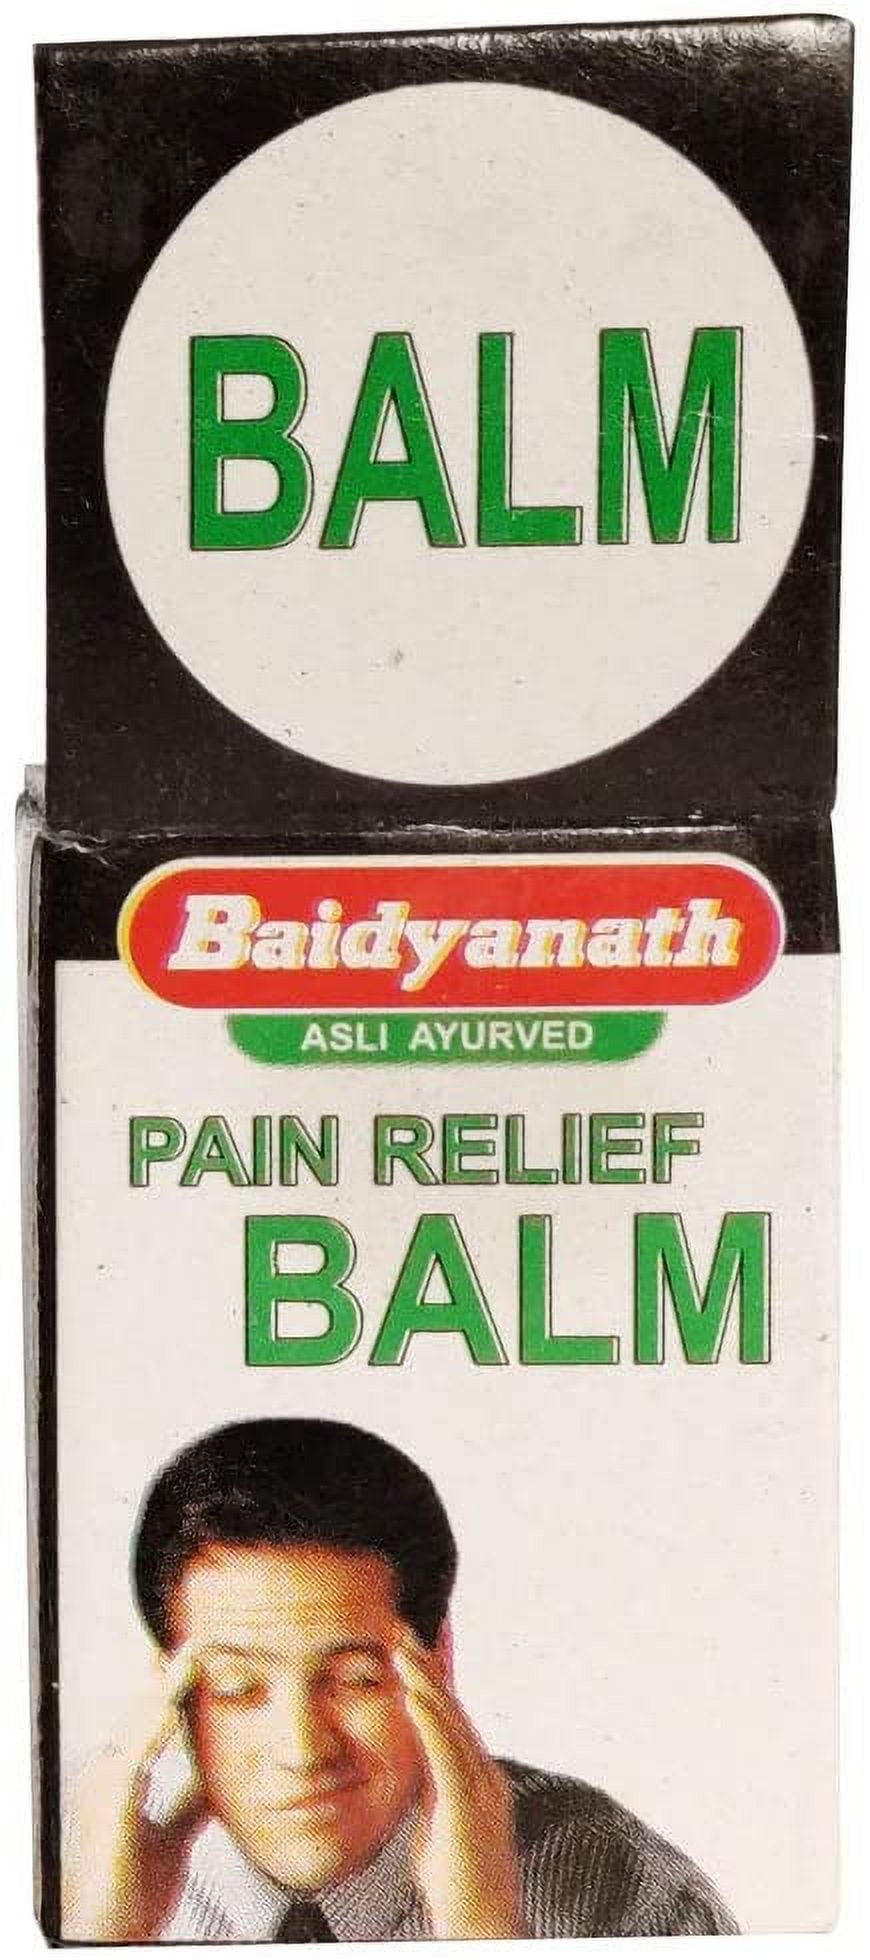 BALM
Baidyanath
ASLI AYURVED
PAIN RELIEF
BALM